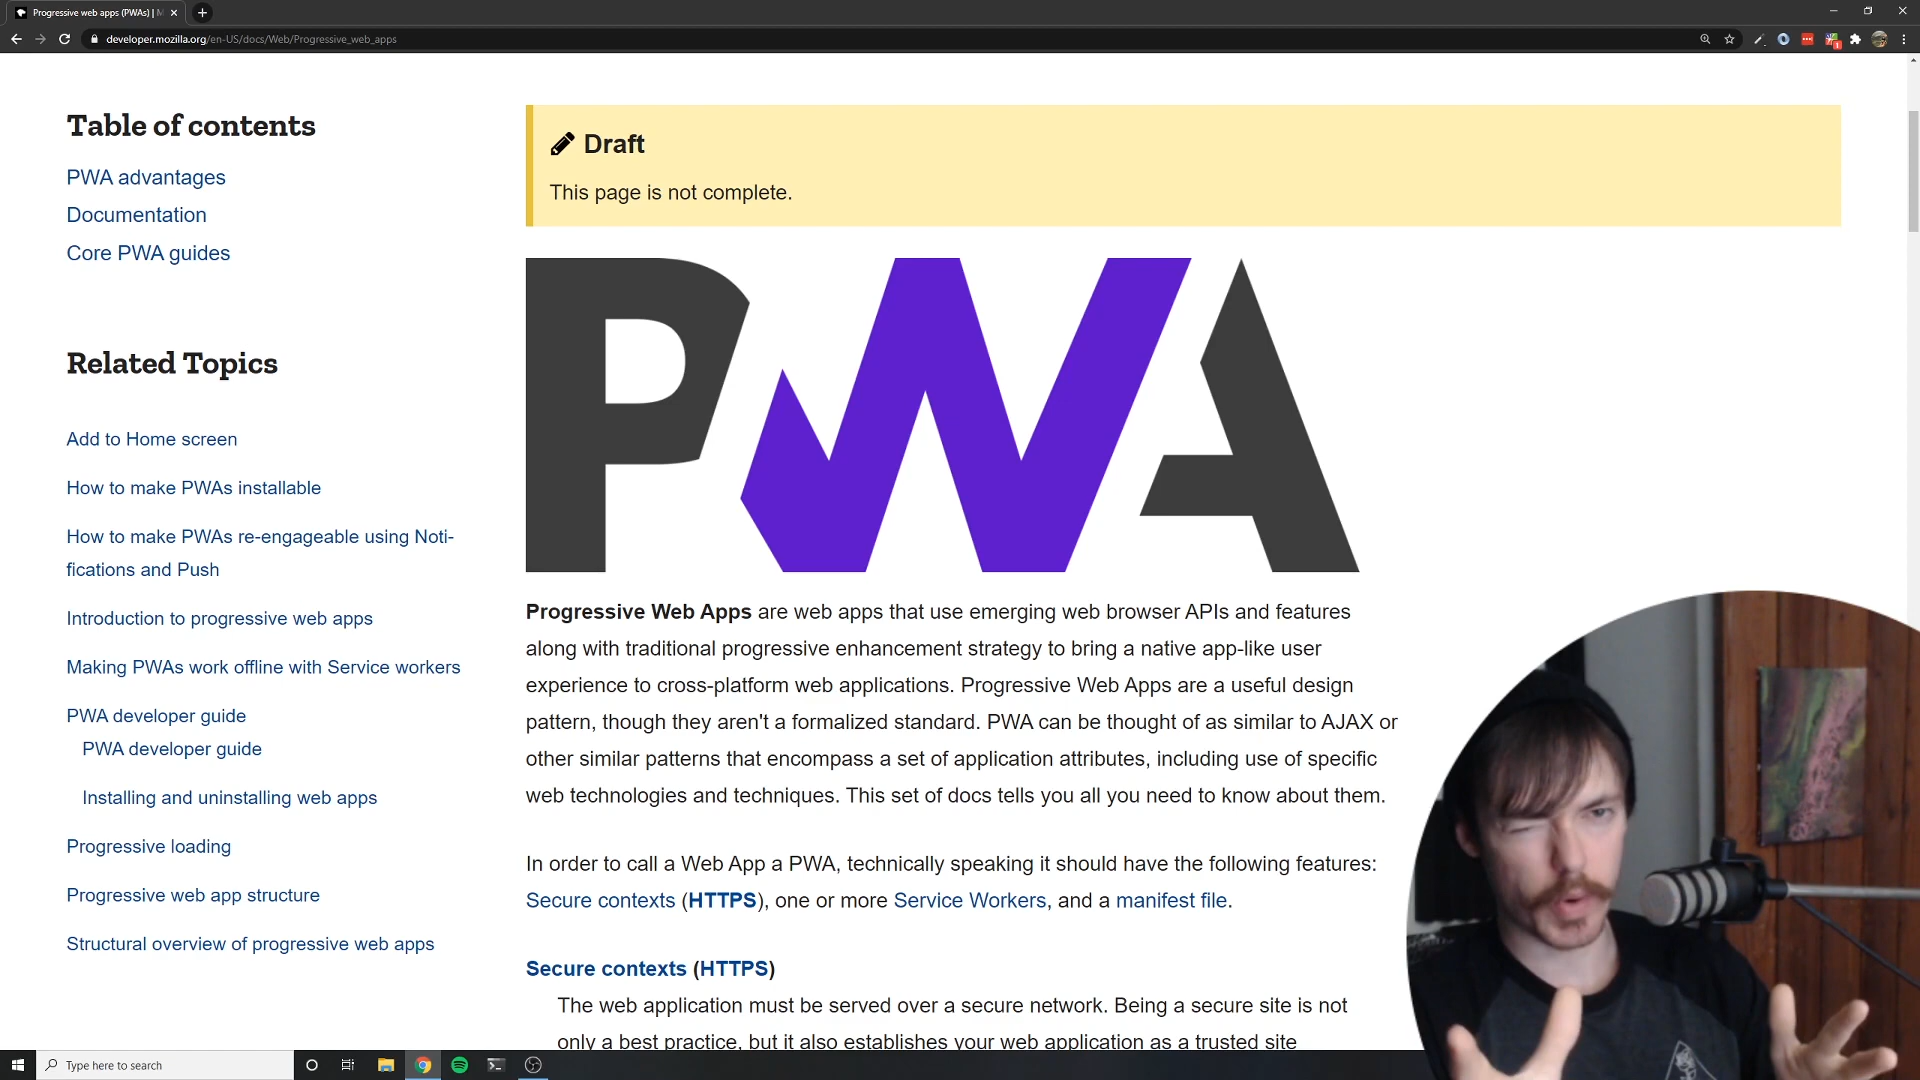 Progressive web apps (PWAs) | M
developer.mozilla.org/en-US/docs/Web/Progressive_web_apps
Table of contents
PWA advantages
Documentation
Core PWA guides
Related Topics
Add to Home screen
How to make PWAs installable
How to make PWAs re-engageable using Noti-
fications and Push
Introduction to progressive web apps
Making PWAs work offline with Service workers
PWA developer guide
PWA developer guide
Installing and uninstalling web apps
Progressive loading
Progressive web app structure
Structural overview of progressive web apps
Draft
This page is not complete.
PWA
Progressive Web Apps are web apps that use emerging web browser APIs and features
along with traditional progressive enhancement strategy to bring a native app-like user
experience to cross-platform web applications. Progressive Web Apps are a useful design
pattern, though they aren't a formalized standard. PWA can be thought of as similar to AJAX or
other similar patterns that encompass a set of application attributes, including use of specific
web technologies and techniques. This set of docs tells you all you need to know about them.
In order to call a Web App a PWA, technically speaking it should have the following features:
Secure contexts (HTTPS), one or more Service Workers, and a manifest file.
Secure contexts (HTTPS)
The web application must be served over a secure network. Being a secure site is not
only a best practice, but it also establishes your web application as a trusted site
Type here to search